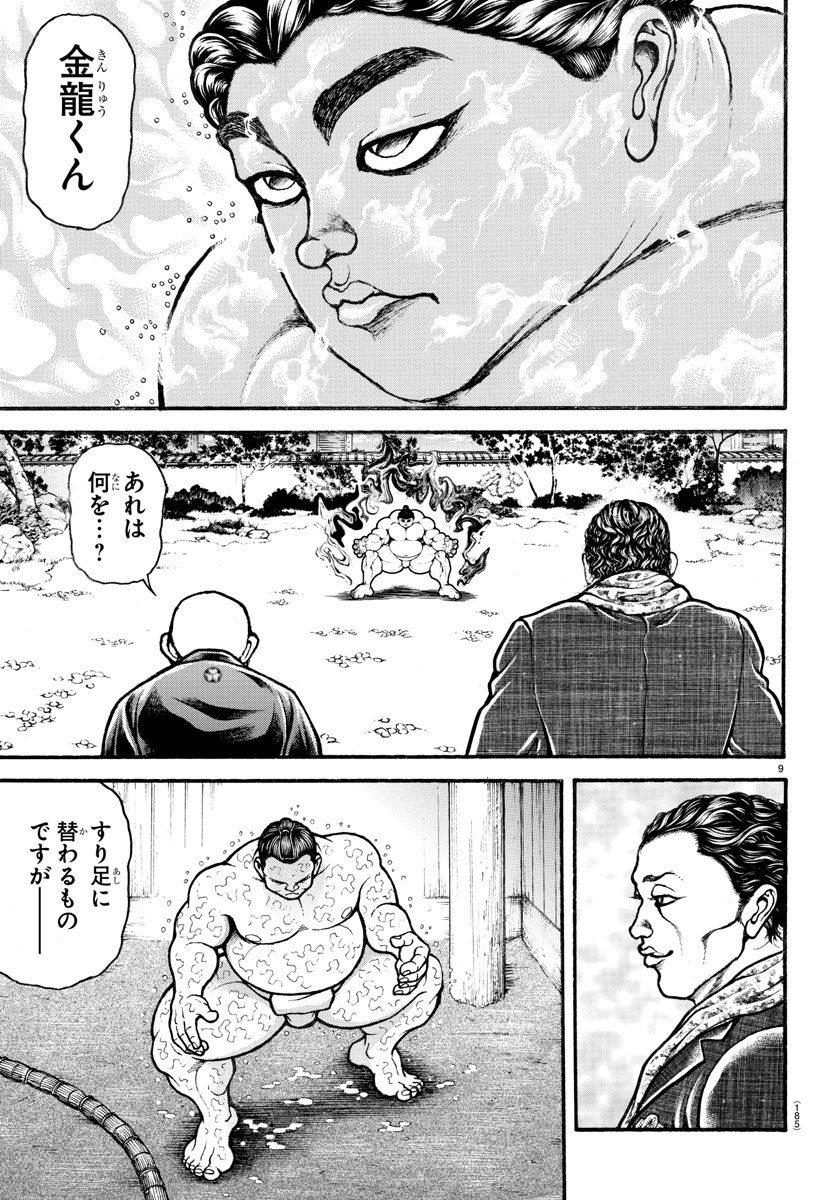 金龍くん
きんりゅう
あれは
何を…?
なに
9
すり足に
あし
替わるもの
か
ですが――
(185)